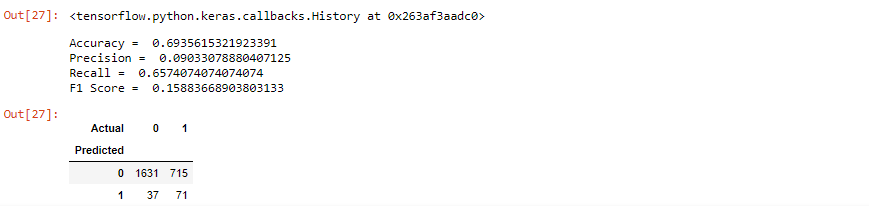 Out[27]: <tensorflow.python.keras.callbacks.History at 0x263af3aadc0>
Accuracy = 0.6935615321923391
Precision = 0.09033078880407125
Recall = 0.6574074074074074
F1 Score = 0.15883668903803133
Out[27]:
Actual 0 1
Predicted
0 1631 715
1 37 71